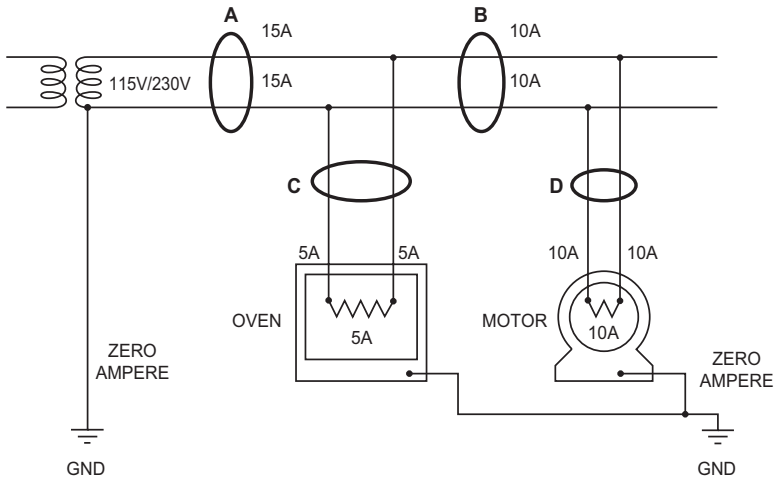 A
B
15A
10A
115V/230V
15A
10A
C
D
5A
5A
10A
10A
OVEN
5A
MOTOR
10A
ZERO
AMPERE
ZERO
AMPERE
GND
GND